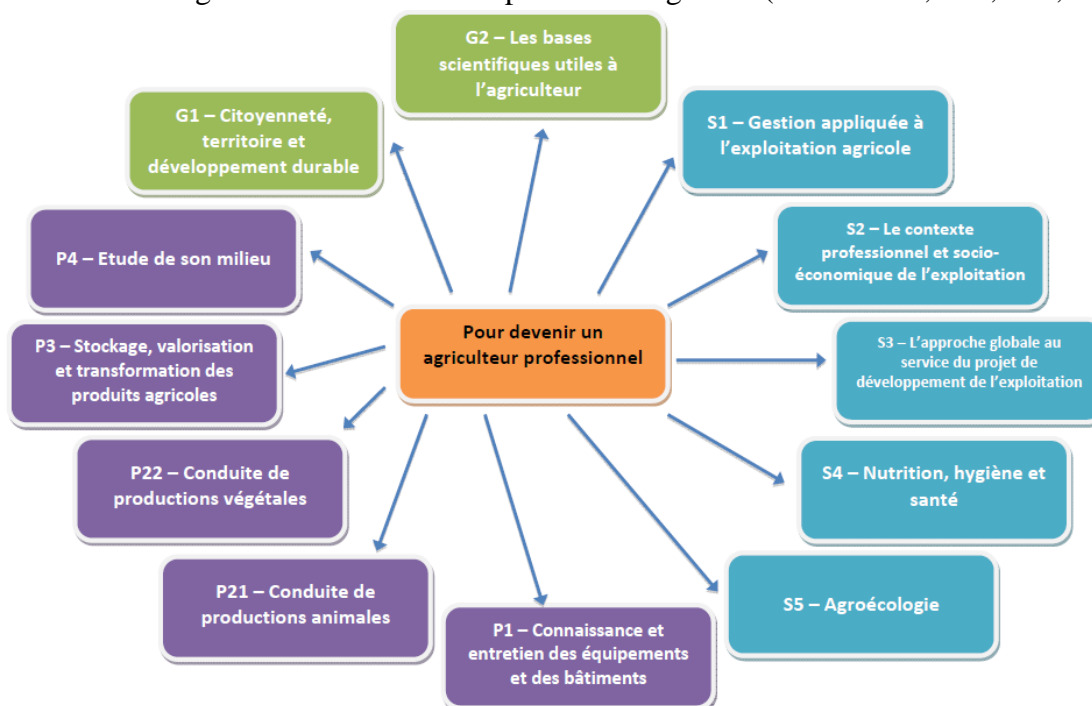 G2 – Les bases
scientifiques utiles à
l’agriculteur
G1 – Citoyenneté,
territoire et
développement durable
S1 – Gestion appliquée à
l’exploitation agricole
P4 – Etude de son milieu
S2 – Le contexte
professionnel et socio-
économique de l’exploitation
Pour devenir un
agriculteur professionnel
P3 – Stockage, valorisation
et transformation des
produits agricoles
S3 – L’approche globale au
service du projet de
développement de l’exploitation
P22 – Conduite de
productions végétales
S4 – Nutrition, hygiène et
santé
P21 – Conduite de
productions animales
S5 – Agroécologie
P1 – Connaissance et
entretien des équipements
et des bâtiments